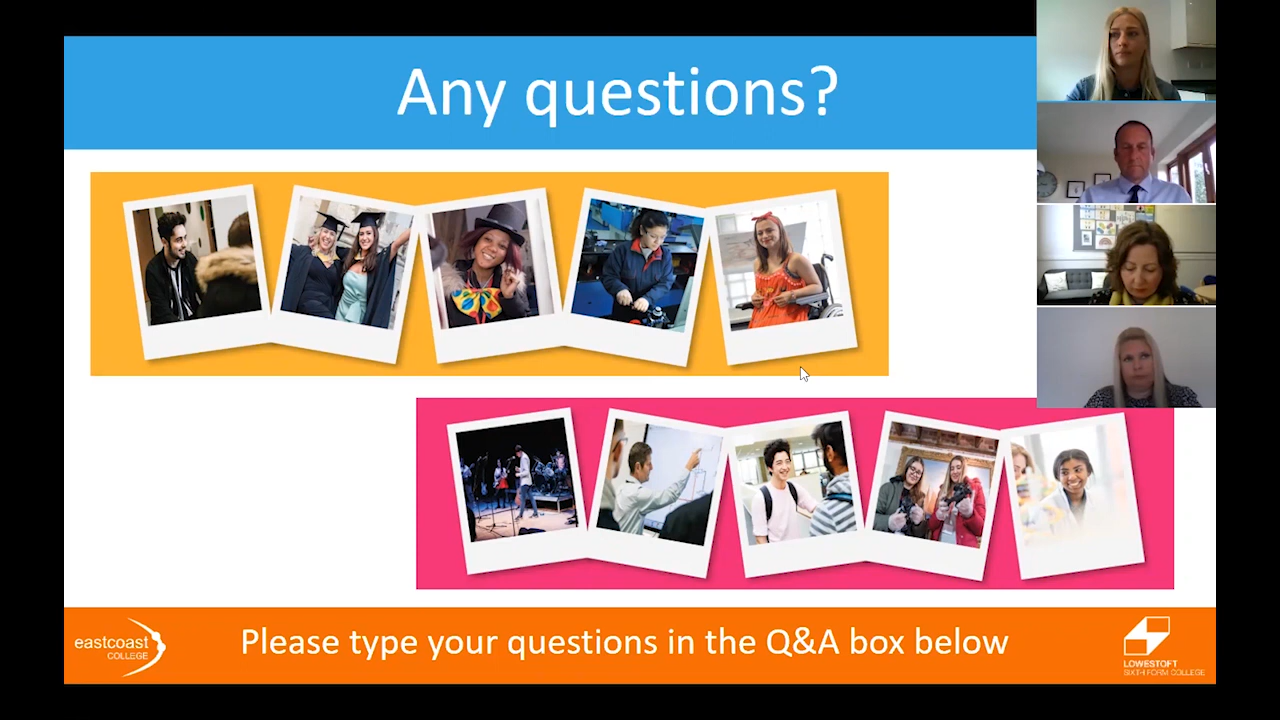 Any questions?
eastcoast
COLLEGE
Please type your questions in the Q&A box below
LOWESTOFT
SIXTH FORM COLLEGE